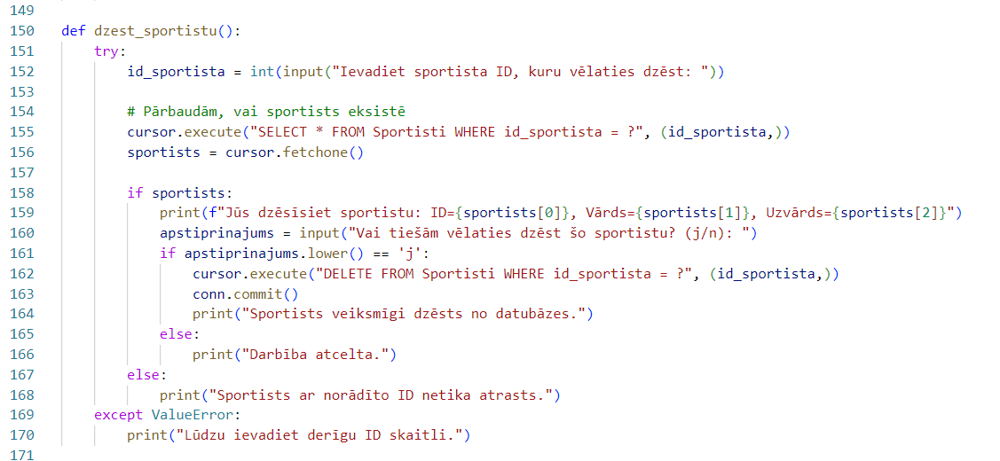 149
150 def dzest_sportistu():
151     try:
152         id_sportista = int(input("Ievadiet sportista ID, kuru vēlaties dzēst: "))
153
154         # Pārbaudām, vai sportists eksistē
155         cursor.execute("SELECT * FROM Sportisti WHERE id_sportista = ?", (id_sportista,))
156         sportists = cursor.fetchone()
157
158         if sportists:
159             print(f"Jūs dzēsīsiet sportistu: ID={sportists[0]}, Vārds={sportists[1]}, Uzvārds={sportists[2]}")
160             apstiprinajums = input("Vai tiešām vēlaties dzēst šo sportistu? (j/n): ")
161             if apstiprinajums.lower() == 'j':
162                 cursor.execute("DELETE FROM Sportisti WHERE id_sportista = ?", (id_sportista,))
163                 conn.commit()
164                 print("Sportists veiksmīgi dzēsts no datubāzes.")
165             else:
166                 print("Darbība atcelta.")
167         else:
168             print("Sportists ar norādīto ID netika atrasts.")
169     except ValueError:
170         print("Lūdzu ievadiet derīgu ID skaitli.")
171